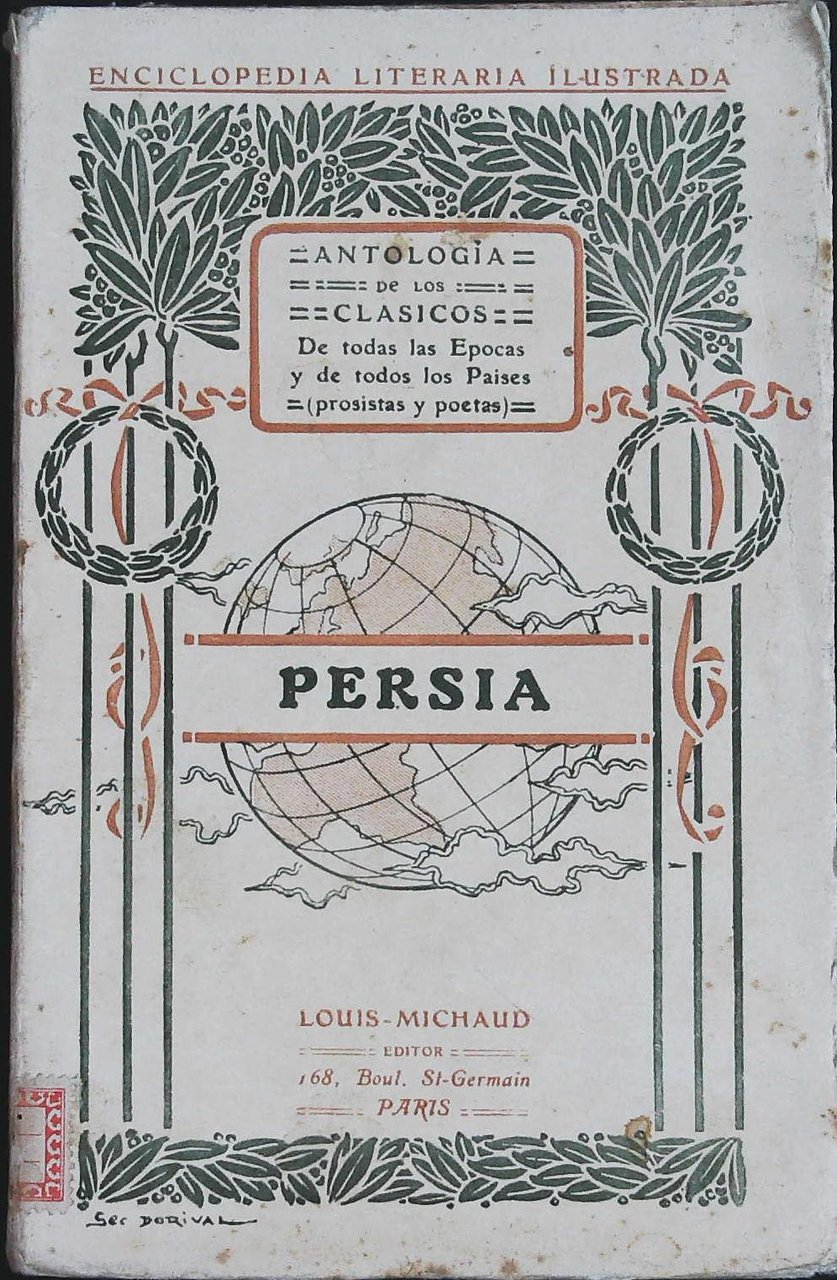 ENCICLOPEDIA LITERARIA ILUSTRADA
ANTOLOGIA
DE LOS
CLASICOS
De todas las Epocas
y de todos los Paises
(prosistas y poetas)
PERSIA
LOUIS-MICHAUD
EDITOR
168, Boul. St-Germain
PARIS
Geo DORIVAL